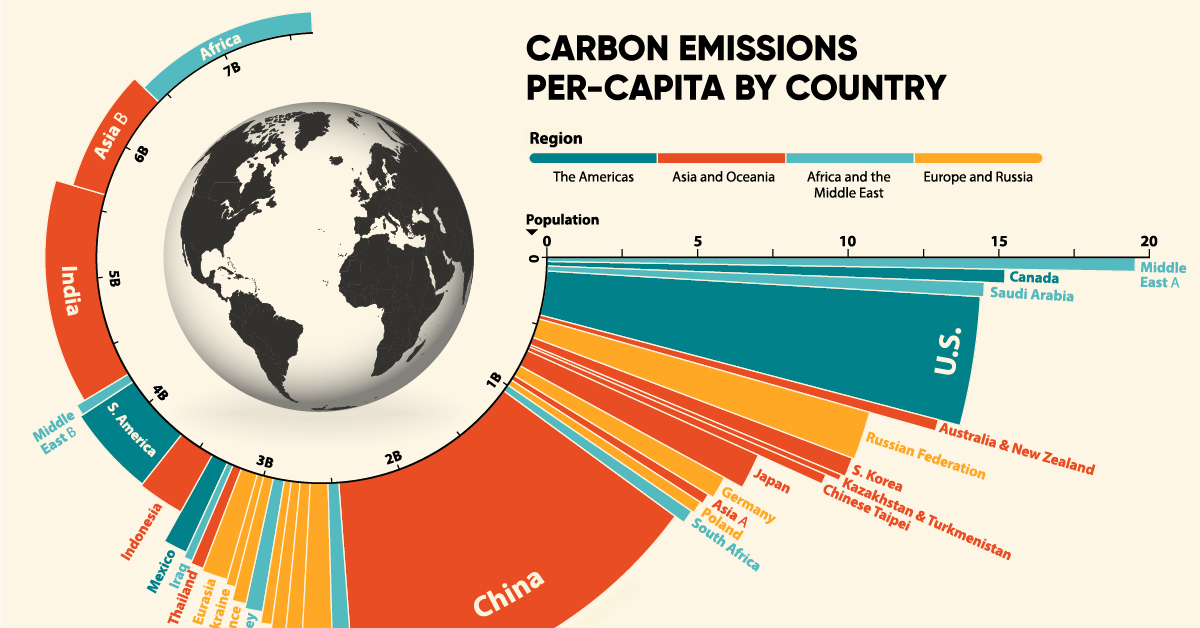 CARBON EMISSIONS
PER-CAPITA BY COUNTRY
Region
The Americas
Asia and Oceania
Africa and the
Middle East
Europe and Russia
Population
0
5
10
15
20
0
1B
2B
3B
4B
5B
6B
7B
Middle
East A
Canada
Saudi Arabia
U.S.
Australia & New Zealand
Russian Federation
S. Korea
Kazakhstan & Turkmenistan
Chinese Taipei
Japan
Germany
Asia A
Poland
South Africa
China
Eurasia
Thailand
Iraq
Mexico
Indonesia
S. America
Middle
East B
India
Asia B
Africa